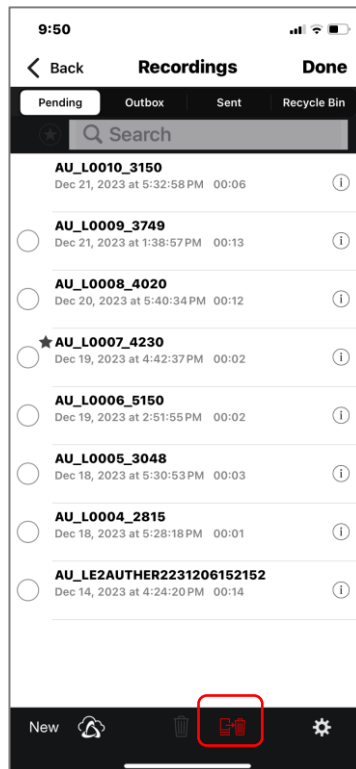 9:50
Back Recordings Done
Pending Outbox Sent Recycle Bin
Search
AU_L0010_3150
Dec 21, 2023 at 5:32:58 PM 00:06
AU_L0009_3749
Dec 21, 2023 at 1:38:57 PM 00:13
AU_L0008_4020
Dec 20, 2023 at 5:40:34 PM 00:12
AU_L0007_4230
Dec 19, 2023 at 4:42:37 PM 00:02
AU_L0006_5150
Dec 19, 2023 at 2:51:55 PM 00:02
AU_L0005_3048
Dec 18, 2023 at 5:30:53 PM 00:03
AU_L0004_2815
Dec 18, 2023 at 5:28:18 PM 00:01
AU_LE2AUTHER2231206152152
Dec 14, 2023 at 4:24:20 PM 00:14
New